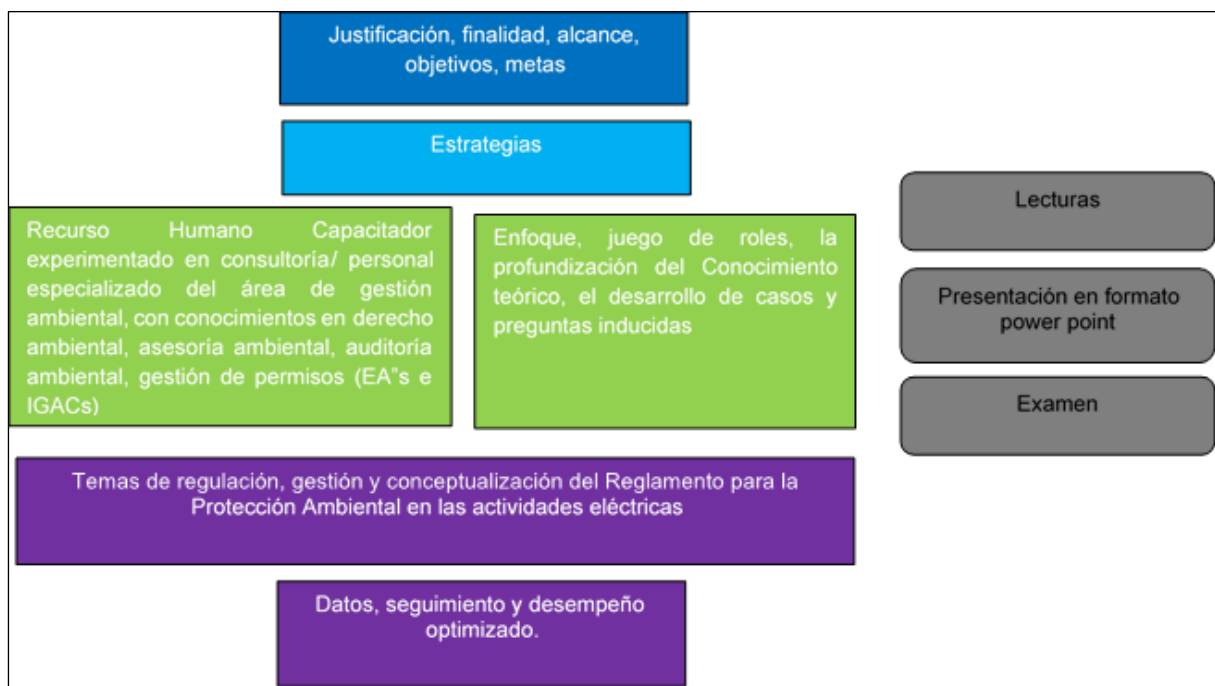 Justificación, finalidad, alcance,
objetivos, metas
Estrategias
Recurso Humano Capacitador
experimentado en consultoría/ personal
especializado del área de gestión
ambiental, con conocimientos en derecho
ambiental, asesoría ambiental, auditoría
ambiental, gestión de permisos (EA"s e
IGACs)
Enfoque, juego de roles, la
profundización del Conocimiento
teórico, el desarrollo de casos y
preguntas inducidas
Lecturas
Presentación en formato
power point
Examen
Temas de regulación, gestión y conceptualización del Reglamento para la
Protección Ambiental en las actividades eléctricas
Datos, seguimiento y desempeño
optimizado.